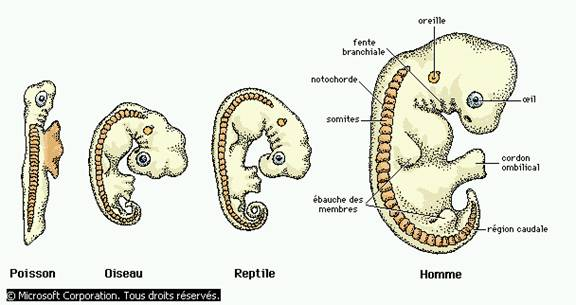 oreille
fente
branchiale
notochorde
somites
œil
cordon
ombilical
ébauche des
membres
région caudale
Poisson
Oiseau
Reptile
Homme
© Microsoft Corporation. Tous droits réservés.